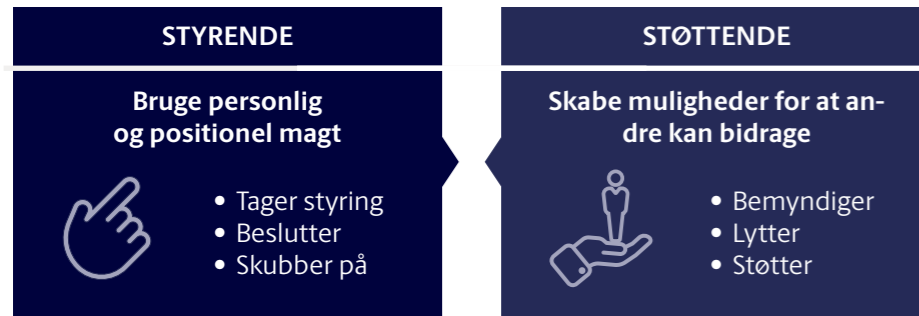 STYRENDE
Bruge personlig
og positionel magt
• Tager styring
• Beslutter
• Skubber på
STØTTENDE
Skabe muligheder for at an-
dre kan bidrage
• Bemyndiger
• Lytter
• Støtter